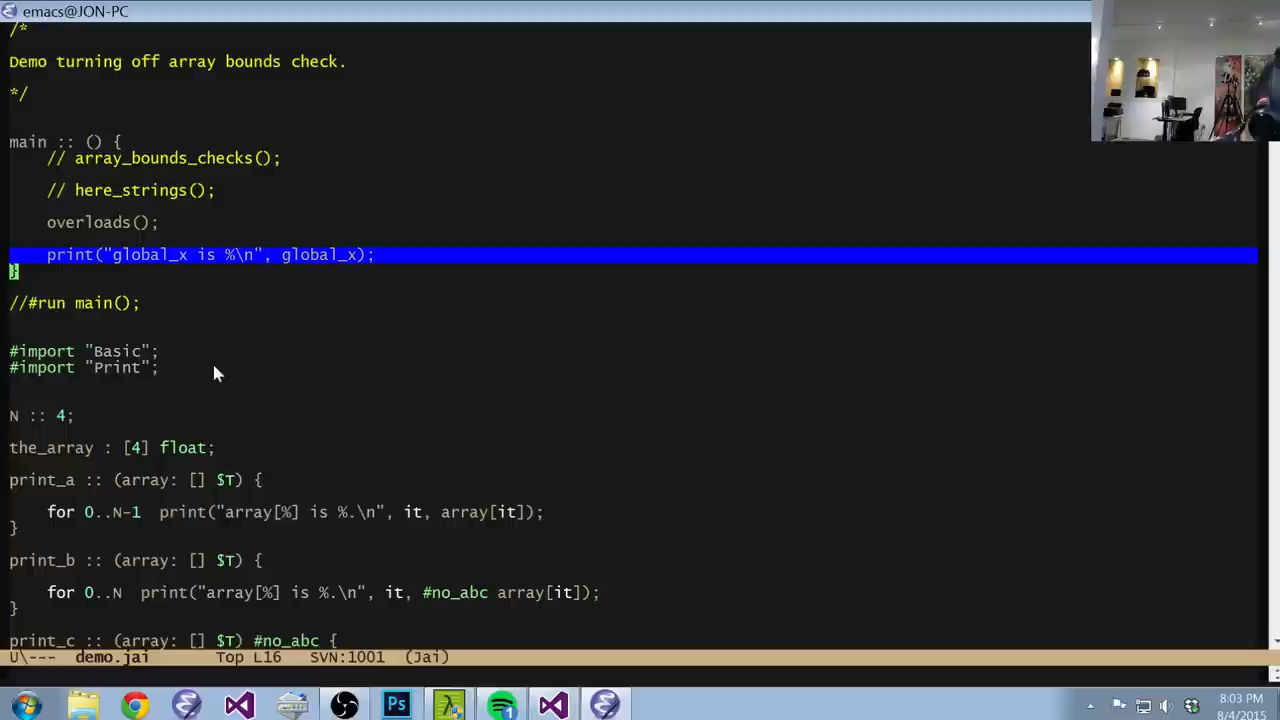 emacs@JON-PC
/*
Demo turning off array bounds check.
*/
main :: () {
// array_bounds_checks();
// here_strings();
overloads();
print("global_x is %\n", global_x);
}
//#run main();
#import "Basic";
#import "Print";
N :: 4;
the_array : [4] float;
print_a :: (array: [] $T) {
for 0..N-1  print("array[%] is %.\n", it, array[it]);
}
print_b :: (array: [] $T) {
for 0..N  print("array[%] is %.\n", it, #no_abc array[it]);
}
print_c :: (array: [] $T) #no_abc {
U\---  demo.jai  Top L16  SVN:1001  (Jai)
Ps
1
8:03 PM
8/4/2015